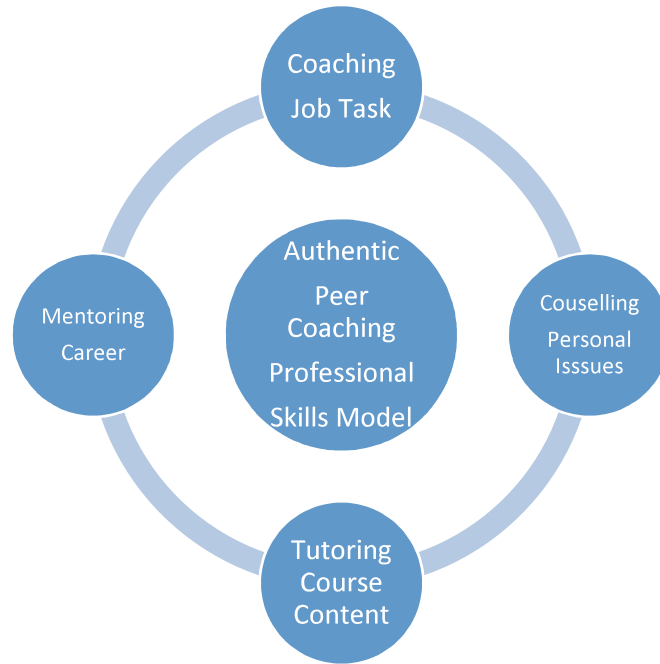 Coaching
Job Task
Authentic
Peer
Coaching
Professional
Skills Model
Mentoring
Career
Couselling
Personal
Isssues
Tutoring
Course
Content